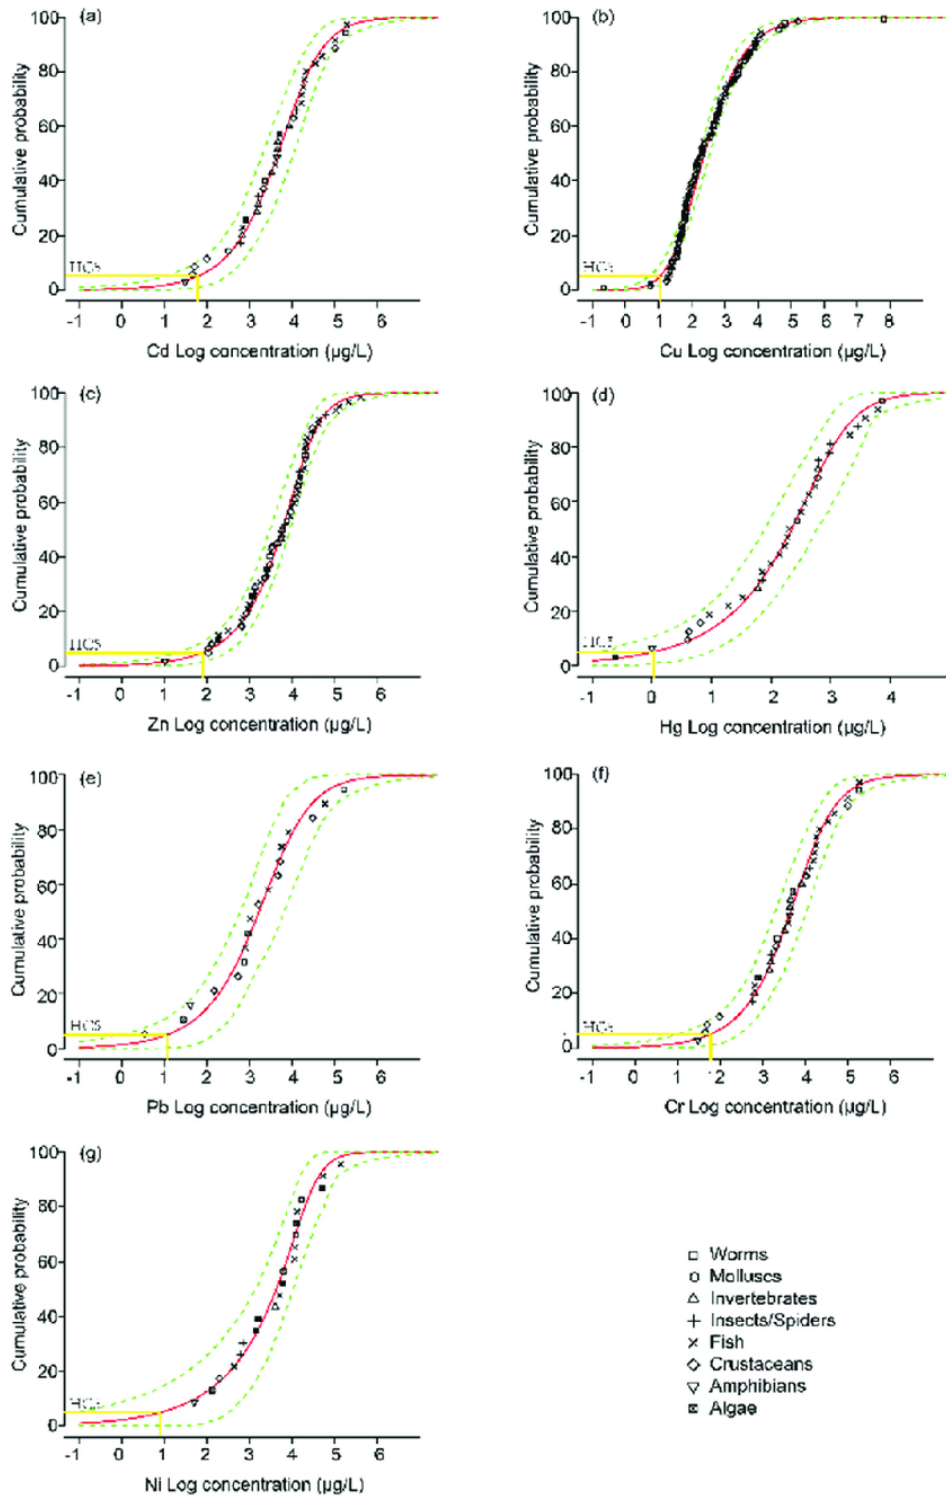 (a)
100
80
60
40
20
0
Cumulative probability
HC5
-1 0 1 2 3 4 5 6
Cd Log concentration (µg/L)
(b)
100
80
60
40
20
0
Cumulative probability
HC5
-1 0 1 2 3 4 5 6 7 8
Cu Log concentration (µg/L)
(c)
100
80
60
40
20
0
Cumulative probability
HC5
-1 0 1 2 3 4 5 6
Zn Log concentration (µg/L)
(d)
100
80
60
40
20
0
Cumulative probability
HC5
-1 0 1 2 3 4
Hg Log concentration (µg/L)
(e)
100
80
60
40
20
0
Cumulative probability
HC5
-1 0 1 2 3 4 5 6
Pb Log concentration (µg/L)
(f)
100
80
60
40
20
0
Cumulative probability
HC5
-1 0 1 2 3 4 5 6
Cr Log concentration (µg/L)
(g)
100
80
60
40
20
0
Cumulative probability
HC5
-1 0 1 2 3 4 5 6
Ni Log concentration (µg/L)
Worms
Molluscs
Invertebrates
Insects/Spiders
Fish
Crustaceans
Amphibians
Algae